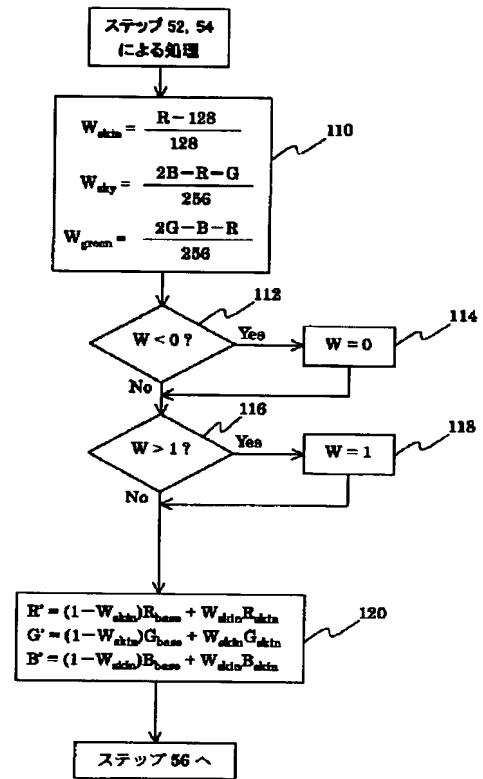 ステップ 52, 54
による処理
W_skin = (R-128)/128
110
W_sky = (2B-R-G)/256
W_green = (2G-B-R)/256
112
W < 0 ?
Yes
W = 0
114
No
116
W > 1 ?
Yes
W = 1
118
No
R' = (1-W_skin)R_base + W_skin R_skin
G' = (1-W_skin)G_base + W_skin G_skin
B' = (1-W_skin)B_base + W_skin B_skin
120
ステップ 56 へ